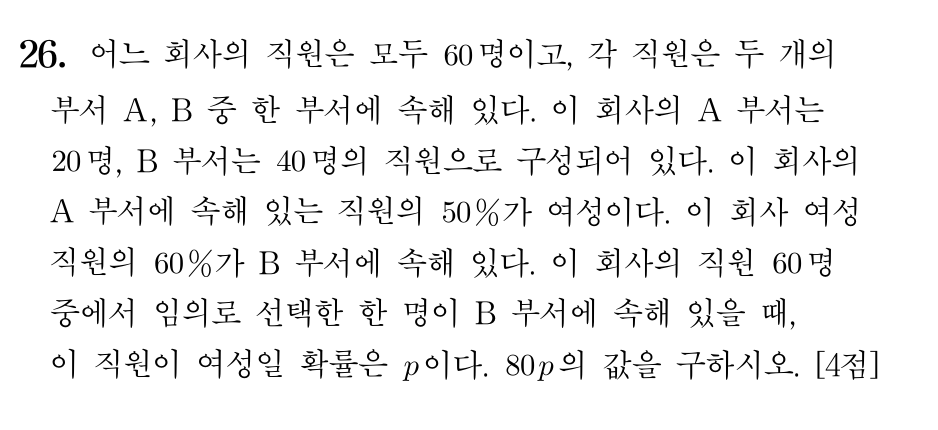 26. 어느 회사의 직원은 모두 60명이고, 각 직원은 두 개의
부서 A, B 중 한 부서에 속해 있다. 이 회사의 A 부서는
20명, B 부서는 40명의 직원으로 구성되어 있다. 이 회사의
A 부서에 속해 있는 직원의 50%가 여성이다. 이 회사 여성
직원의 60%가 B 부서에 속해 있다. 이 회사의 직원 60명
중에서 임의로 선택한 한 명이 B 부서에 속해 있을 때,
이 직원이 여성일 확률은 p이다. 80p의 값을 구하시오. [4점]